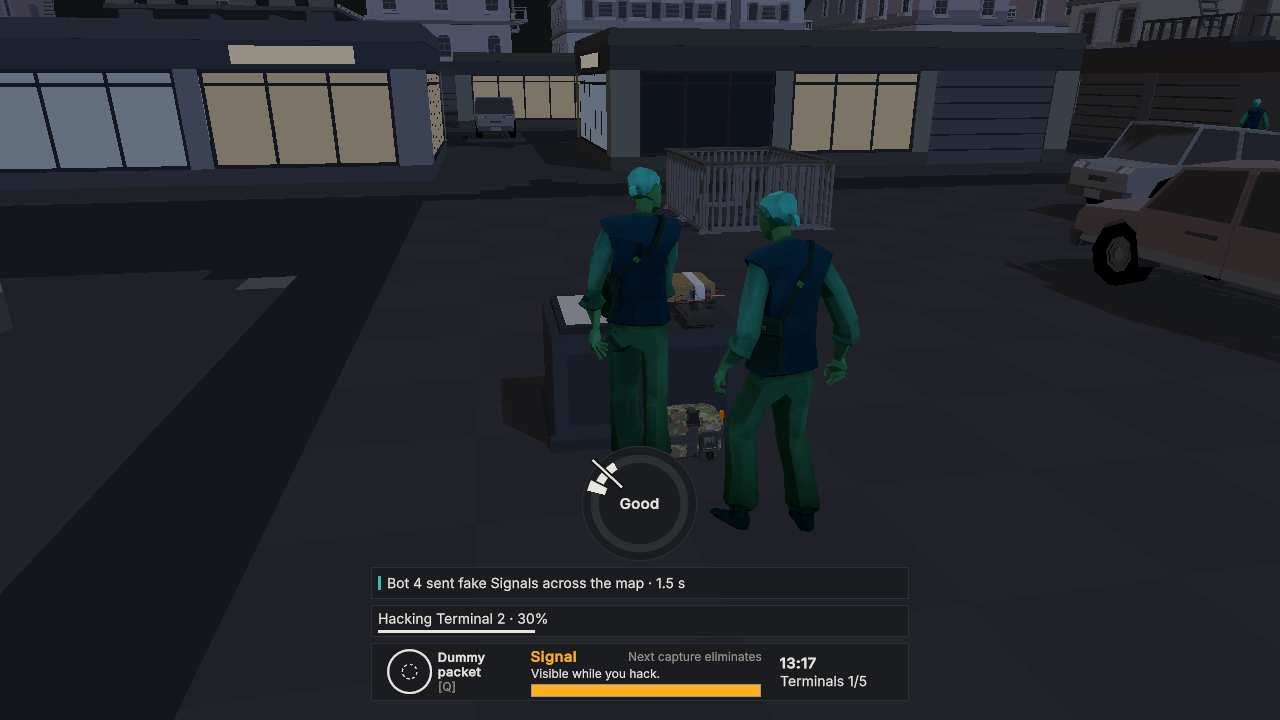 Good
Bot 4 sent fake Signals across the map · 1.5 s
Hacking Terminal 2 · 30%
Dummy packet
[Q]
Signal
Next capture eliminates
Visible while you hack.
13:17
Terminals 1/5